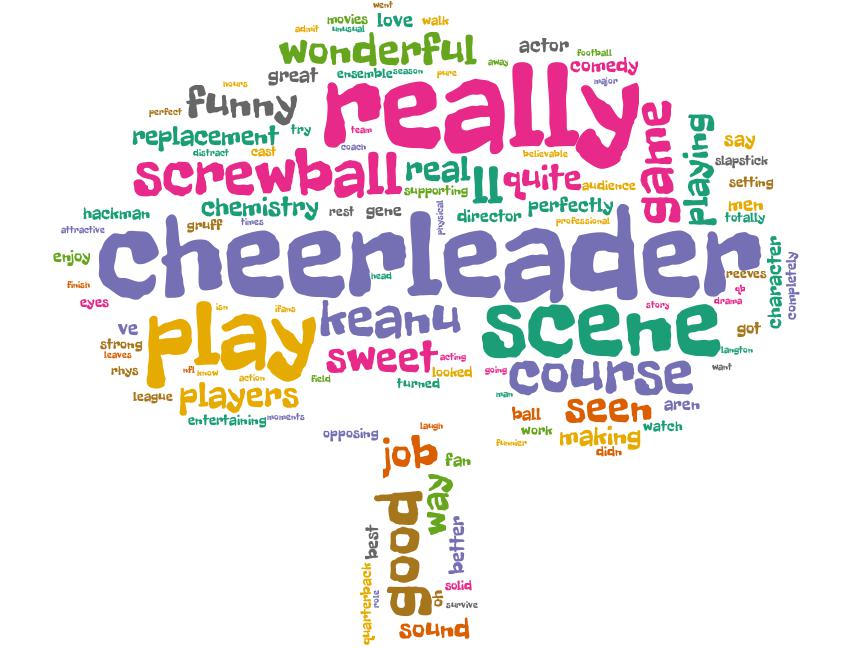 went
movies love walk
admit unusual
wonderful actor football
great ensemble season pure away comedy
hours really major
perfect funny
replacement try team
coach
distract cast believable
game playing say
slapstick
screwball real ll quite audience setting
supporting
hackman chemistry rest gene physical director perfectly men
totally
attractive gruff times professional
enjoy cheerleader character completely
head reeves
finish qb
eyes isn ifans story drama
ve play keanu scene got
strong
leaves sweet acting langton
rhys nfl know looked going course want
action field turned
league players man
entertaining moments ball seen aren
opposing laugh work making watch
funnier didn
job fan
good way
best better
quarterback role solid
oh survive
sound